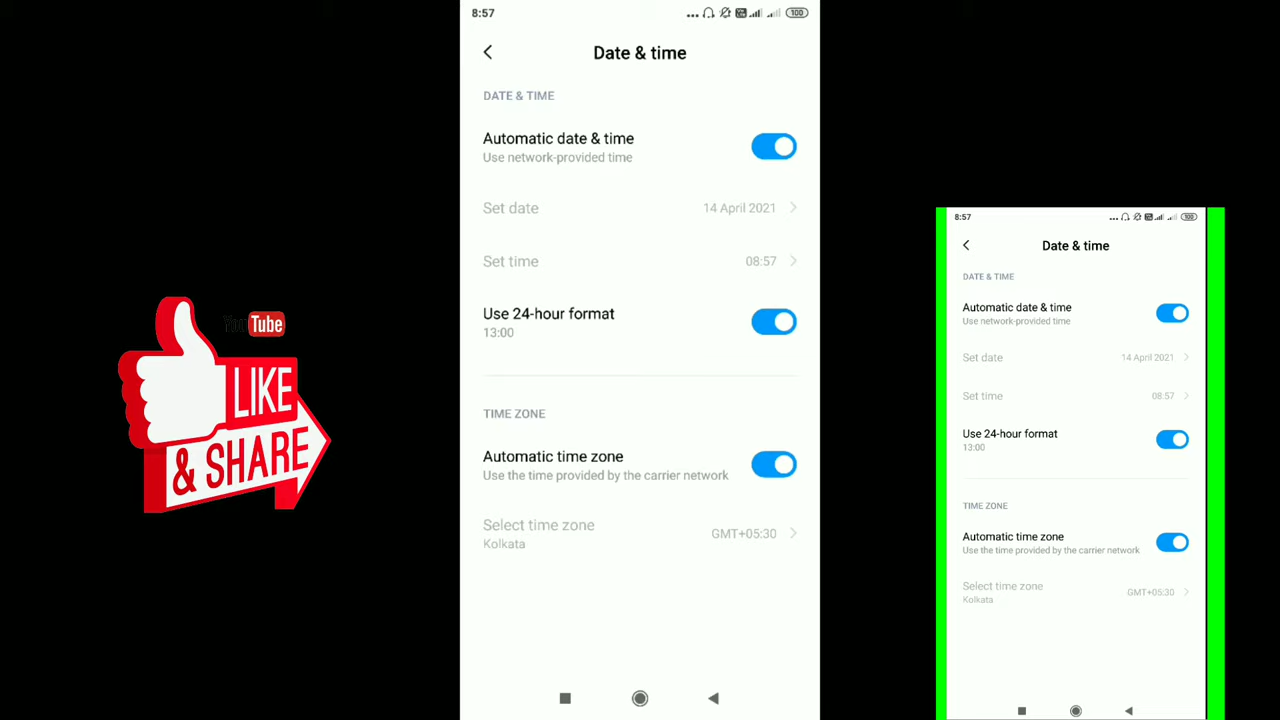 YouTube
LIKE
& SHARE
8:57
100
Date & time
DATE & TIME
Automatic date & time
Use network-provided time
Set date
14 April 2021
Set time
08:57
Use 24-hour format
13:00
TIME ZONE
Automatic time zone
Use the time provided by the carrier network
Select time zone
GMT+05:30
Kolkata
8:57
100
Date & time
DATE & TIME
Automatic date & time
Use network-provided time
Set date
14 April 2021
Set time
08:57
Use 24-hour format
13:00
TIME ZONE
Automatic time zone
Use the time provided by the carrier network
Select time zone
GMT+05:30
Kolkata